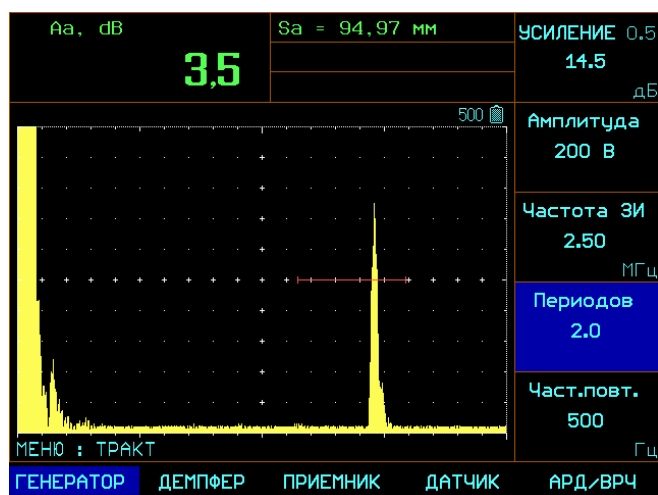 Aa, dB
3,5
Sa = 94,97 мм
500
УСИЛЕНИЕ 0.5
14.5
дБ
Амплитуда
200 В
Частота ЗИ
2.50
МГц
Периодов
2.0
Част.повт.
500
Гц
МЕНЮ : ТРАКТ
ГЕНЕРАТОР ДЕМПФЕР ПРИЕМНИК ДАТЧИК АРД/ВРЧ